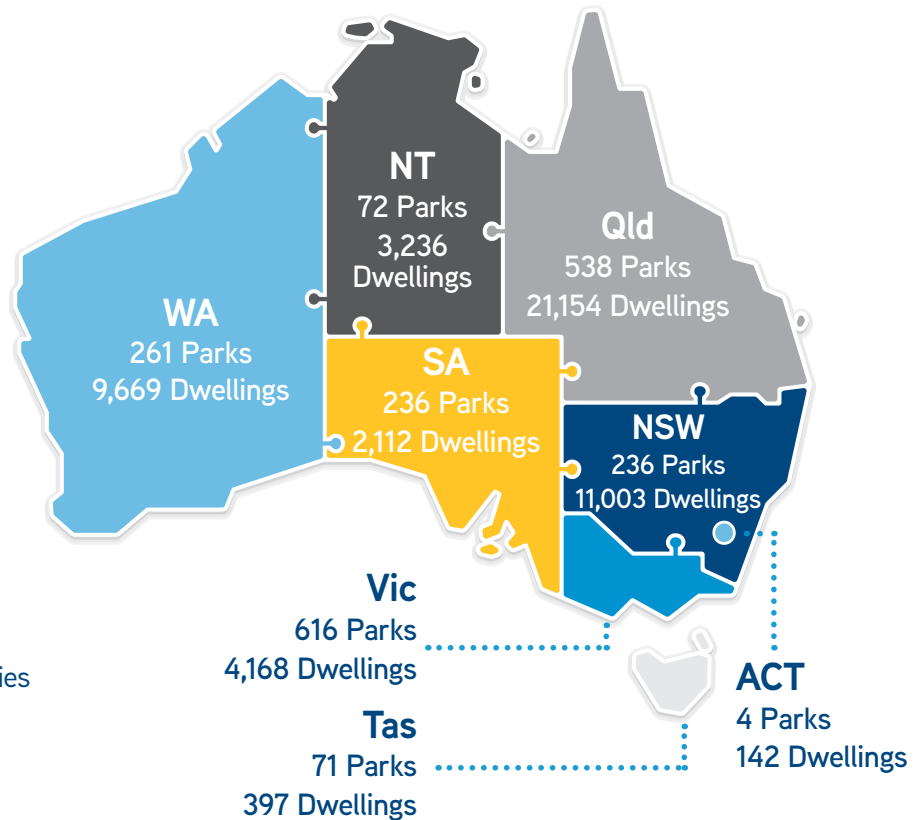 NT
72 Parks
3,236
Dwellings
Qld
538 Parks
21,154 Dwellings
WA
261 Parks
9,669 Dwellings
SA
236 Parks
2,112 Dwellings
NSW
236 Parks
11,003 Dwellings
Vic
616 Parks
4,168 Dwellings
ies
ACT
4 Parks
142 Dwellings
Tas
71 Parks
397 Dwellings